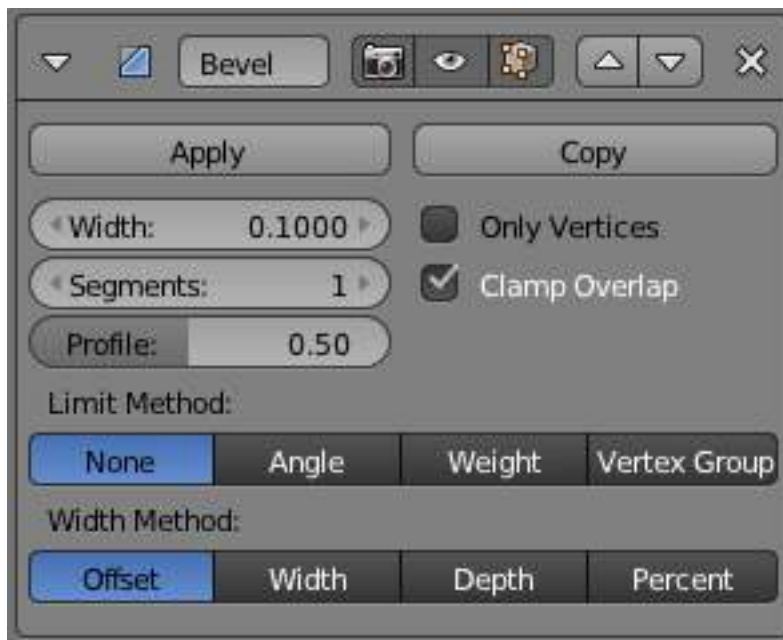 Bevel
Apply Copy
Width: 0.1000 Only Vertices
Segments: 1 Clamp Overlap
Profile: 0.50
Limit Method:
None Angle Weight Vertex Group
Width Method:
Offset Width Depth Percent